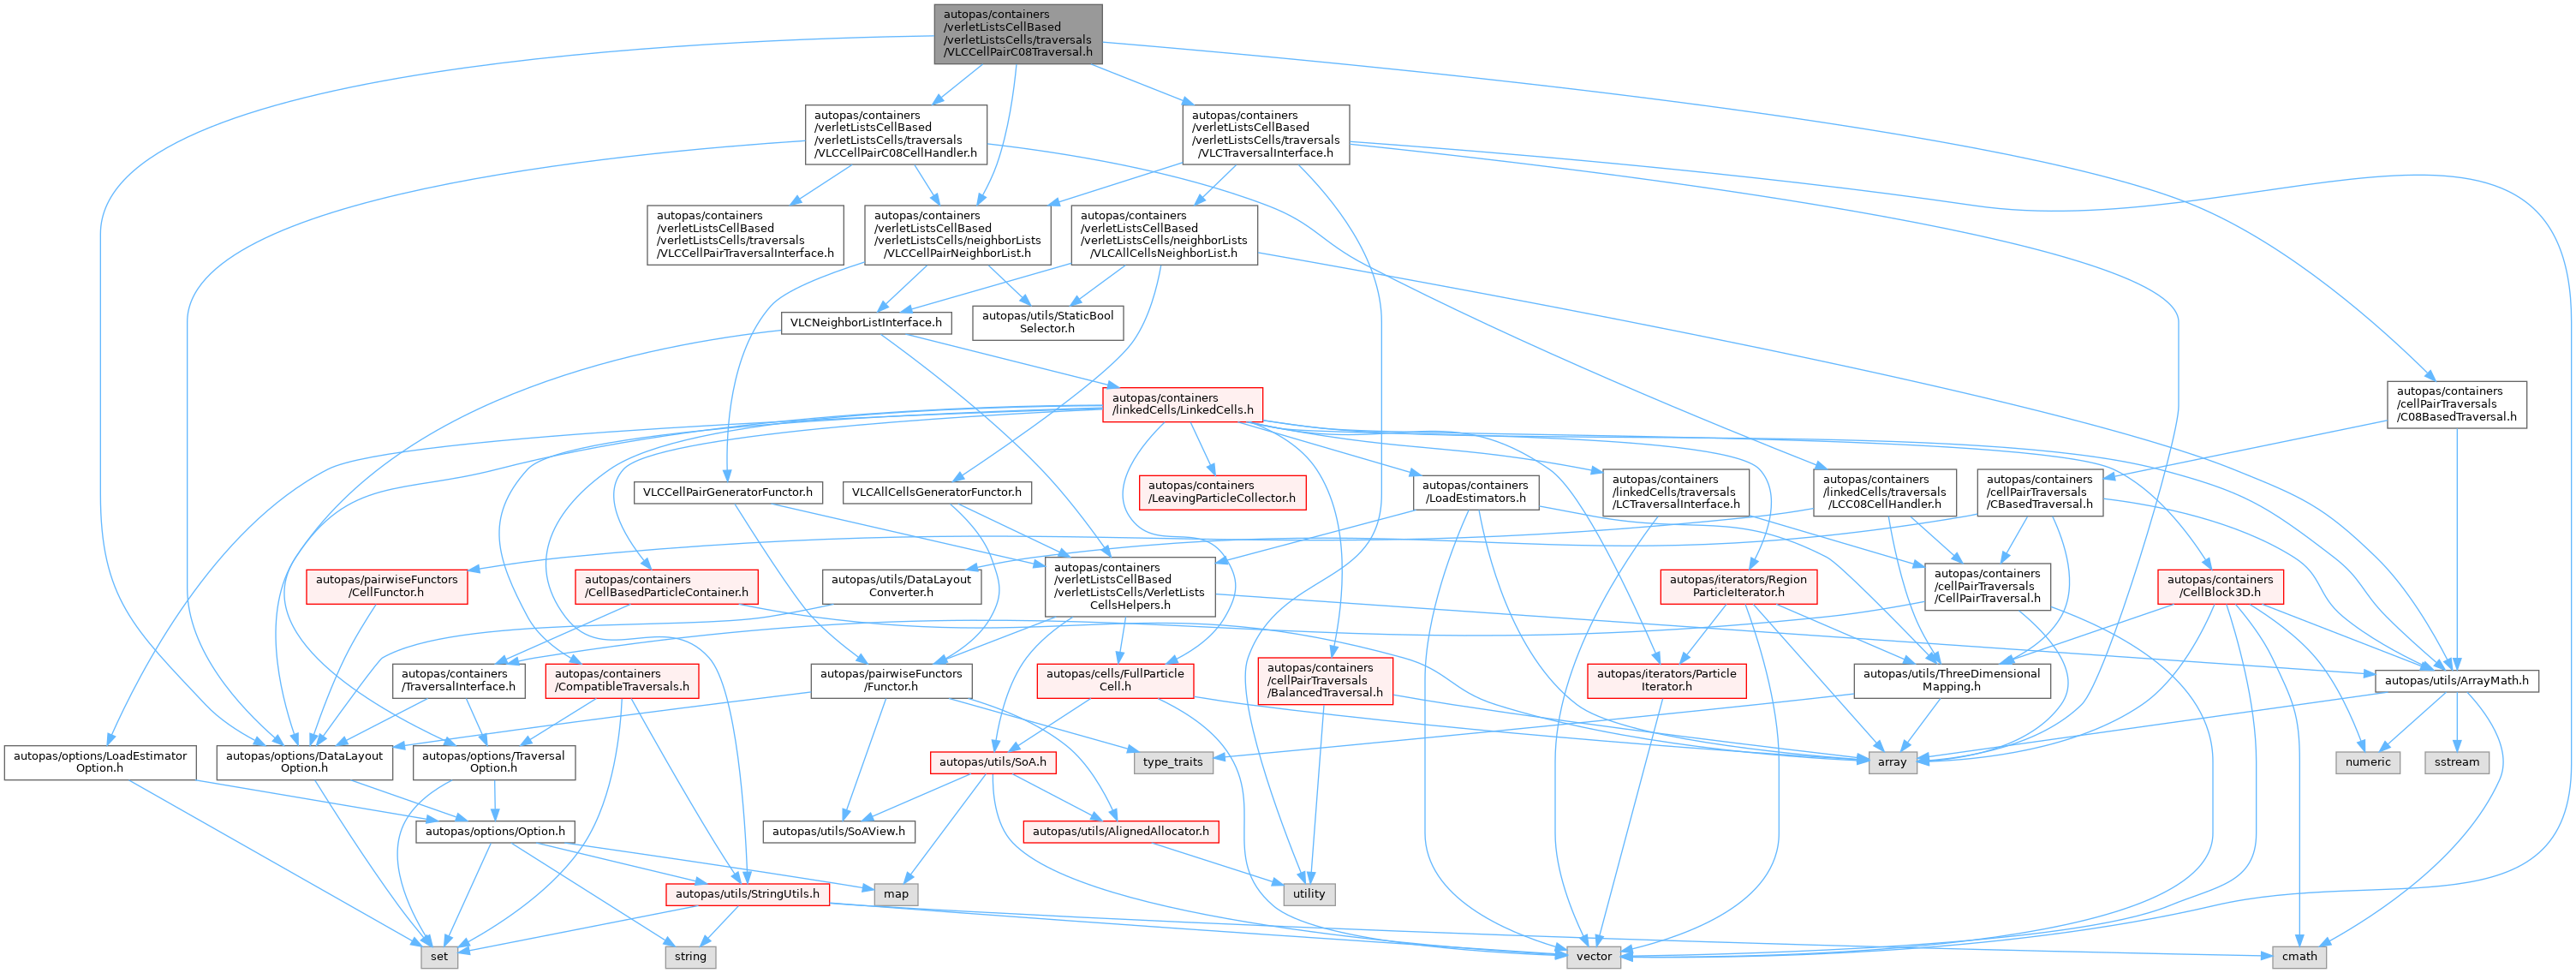 autopas/containers
/verletListsCellBased
/verletListsCells/traversals
/VLCCellPairC08Traversal.h
autopas/containers
/verletListsCellBased
/verletListsCells/traversals
/VLCCellPairC08CellHandler.h
autopas/containers
/verletListsCellBased
/verletListsCells/traversals
/VLCTraversalInterface.h
autopas/containers
/verletListsCellBased
/verletListsCells/traversals
/VLCCellPairTraversalInterface.h
autopas/containers
/verletListsCellBased
/verletListsCells/neighborLists
/VLCCellPairNeighborList.h
autopas/containers
/verletListsCellBased
/verletListsCells/neighborLists
/VLCAllCellsNeighborList.h
VLCNeighborListInterface.h
autopas/utils/StaticBool
Selector.h
autopas/containers
/linkedCells/LinkedCells.h
autopas/containers
/cellPairTraversals
/C08BasedTraversal.h
VLCCellPairGeneratorFunctor.h
VLCAllCellsGeneratorFunctor.h
autopas/containers
/LeavingParticleCollector.h
autopas/containers
/LoadEstimators.h
autopas/containers
/linkedCells/traversals
/LCTraversalInterface.h
autopas/containers
/linkedCells/traversals
/LCC08CellHandler.h
autopas/containers
/cellPairTraversals
/CBasedTraversal.h
autopas/pairwiseFunctors
/CellFunctor.h
autopas/containers
/CellBasedParticleContainer.h
autopas/utils/DataLayout
Converter.h
autopas/containers
/verletListsCellBased
/verletListsCells/VerletLists
CellsHelpers.h
autopas/iterators/Region
ParticleIterator.h
autopas/containers
/cellPairTraversals
/CellPairTraversal.h
autopas/containers
/CellBlock3D.h
autopas/containers
/TraversalInterface.h
autopas/containers
/CompatibleTraversals.h
autopas/pairwiseFunctors
/Functor.h
autopas/cells/FullParticle
Cell.h
autopas/containers
/cellPairTraversals
/BalancedTraversal.h
autopas/iterators/Particle
Iterator.h
autopas/utils/ThreeDimensional
Mapping.h
autopas/utils/ArrayMath.h
autopas/options/LoadEstimator
Option.h
autopas/options/DataLayout
Option.h
autopas/options/Traversal
Option.h
autopas/utils/SoA.h
type_traits
array
numeric
sstream
autopas/options/Option.h
autopas/utils/SoAView.h
autopas/utils/AlignedAllocator.h
autopas/utils/StringUtils.h
map
utility
set
string
vector
cmath